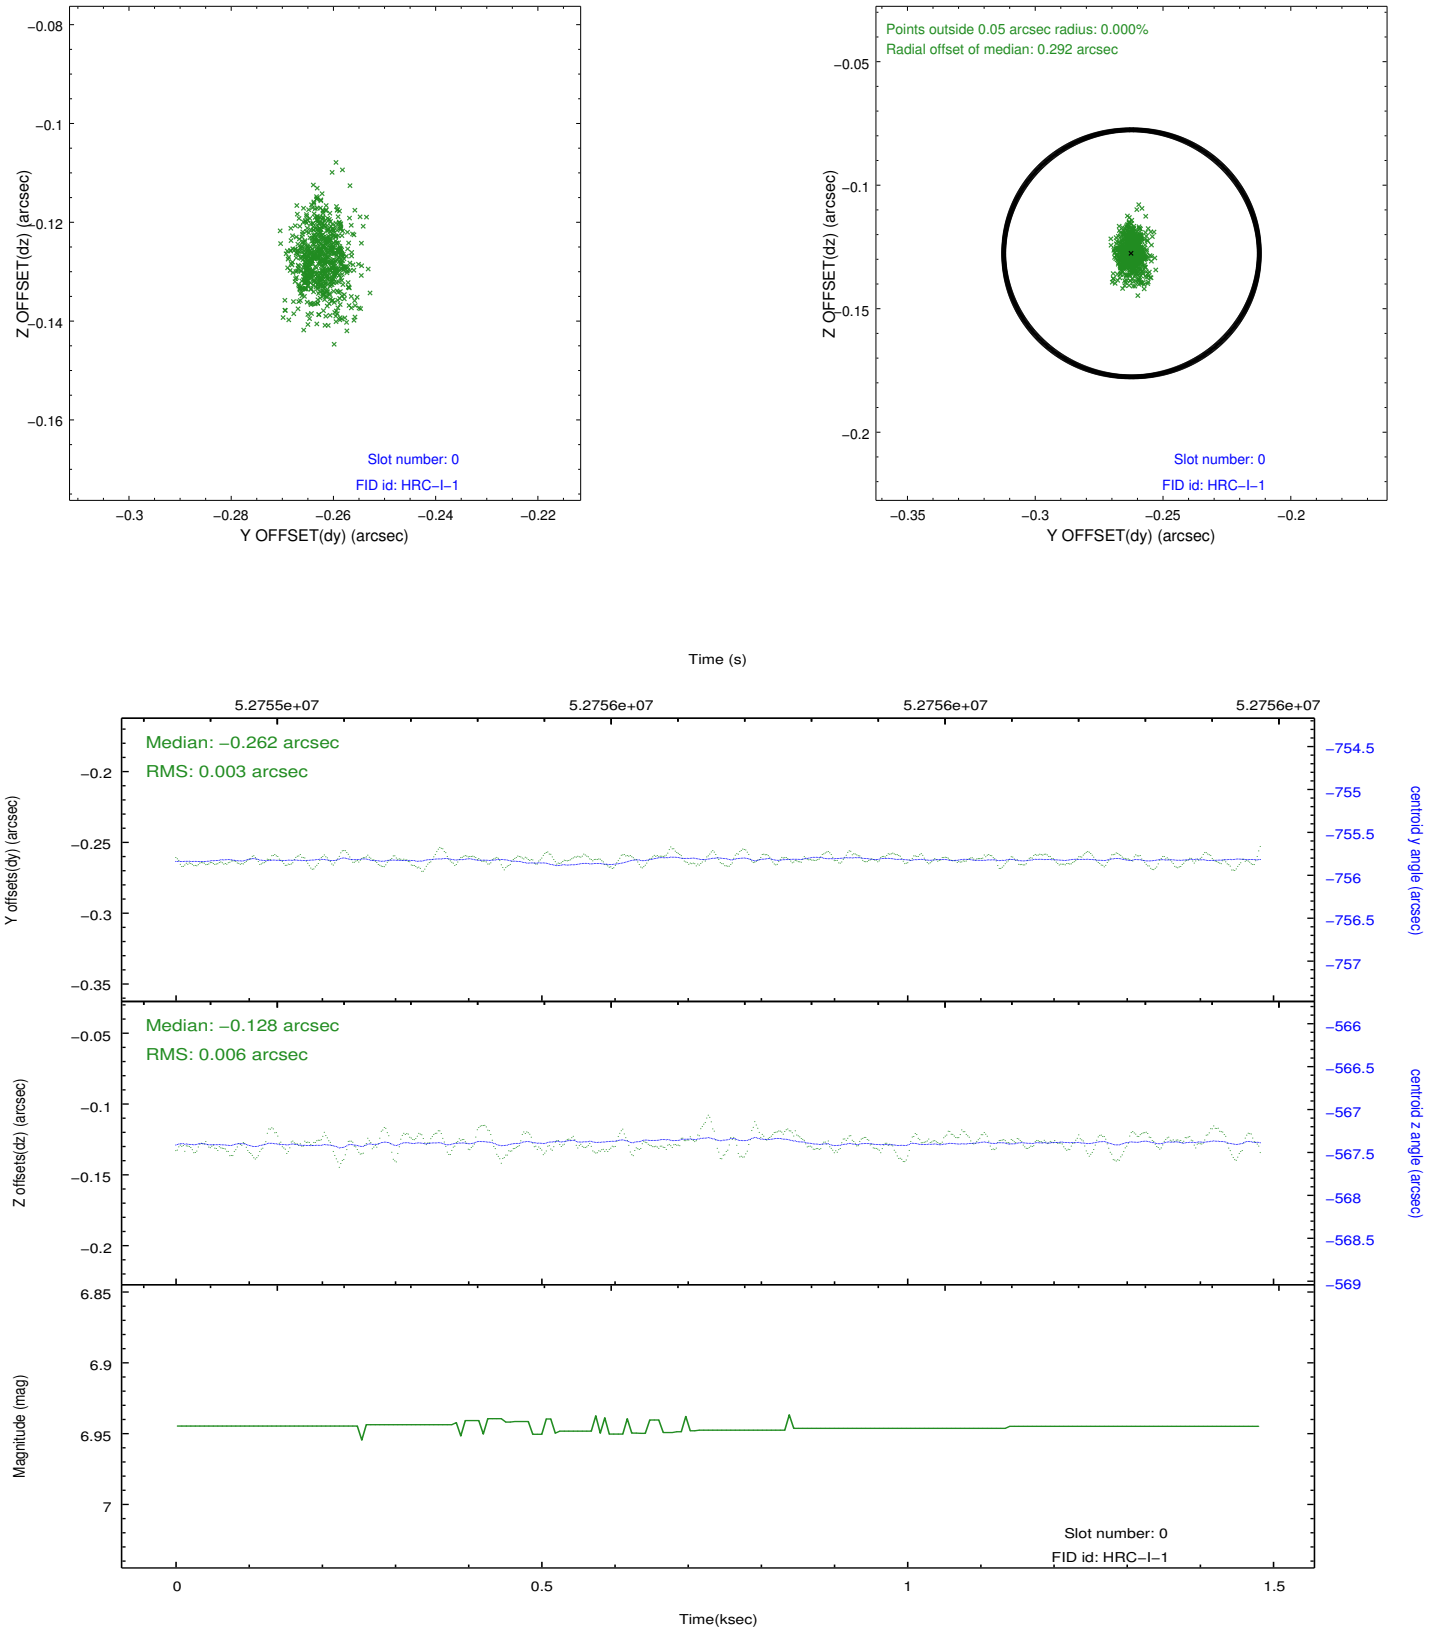 −0.08
−0.1
−0.12
−0.14
−0.16
Z OFFSET(dz) (arcsec)
Slot number: 0
FID id: HRC−I−1
−0.3
−0.28
−0.26
−0.24
−0.22
Y OFFSET(dy) (arcsec)
Points outside 0.05 arcsec radius: 0.000%
Radial offset of median: 0.292 arcsec
−0.05
−0.1
−0.15
−0.2
Z OFFSET(dz) (arcsec)
Slot number: 0
FID id: HRC−I−1
−0.35
−0.3
−0.25
−0.2
Y OFFSET(dy) (arcsec)
Time (s)
5.2755e+07
5.2756e+07
5.2756e+07
5.2756e+07
Median: −0.262 arcsec
RMS: 0.003 arcsec
−0.2
−0.25
−0.3
−0.35
Y offsets(dy) (arcsec)
−754.5
−755
−755.5
−756
−756.5
−757
centroid y angle (arcsec)
Median: −0.128 arcsec
RMS: 0.006 arcsec
−0.05
−0.1
−0.15
−0.2
Z offsets(dz) (arcsec)
−566
−566.5
−567
−567.5
−568
−568.5
−569
centroid z angle (arcsec)
6.85
6.9
6.95
7
Magnitude (mag)
Slot number: 0
FID id: HRC−I−1
0
0.5
1
1.5
Time(ksec)